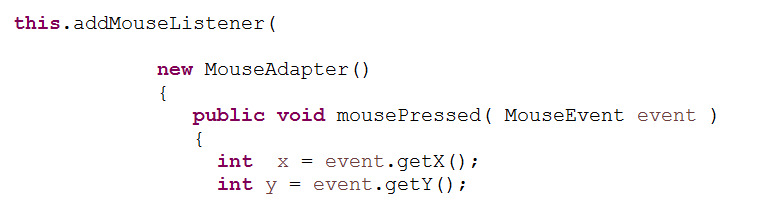 this.addMouseListener(
new MouseAdapter()
{
public void mousePressed( MouseEvent event )
{
int  x = event.getX();
int y = event.getY();